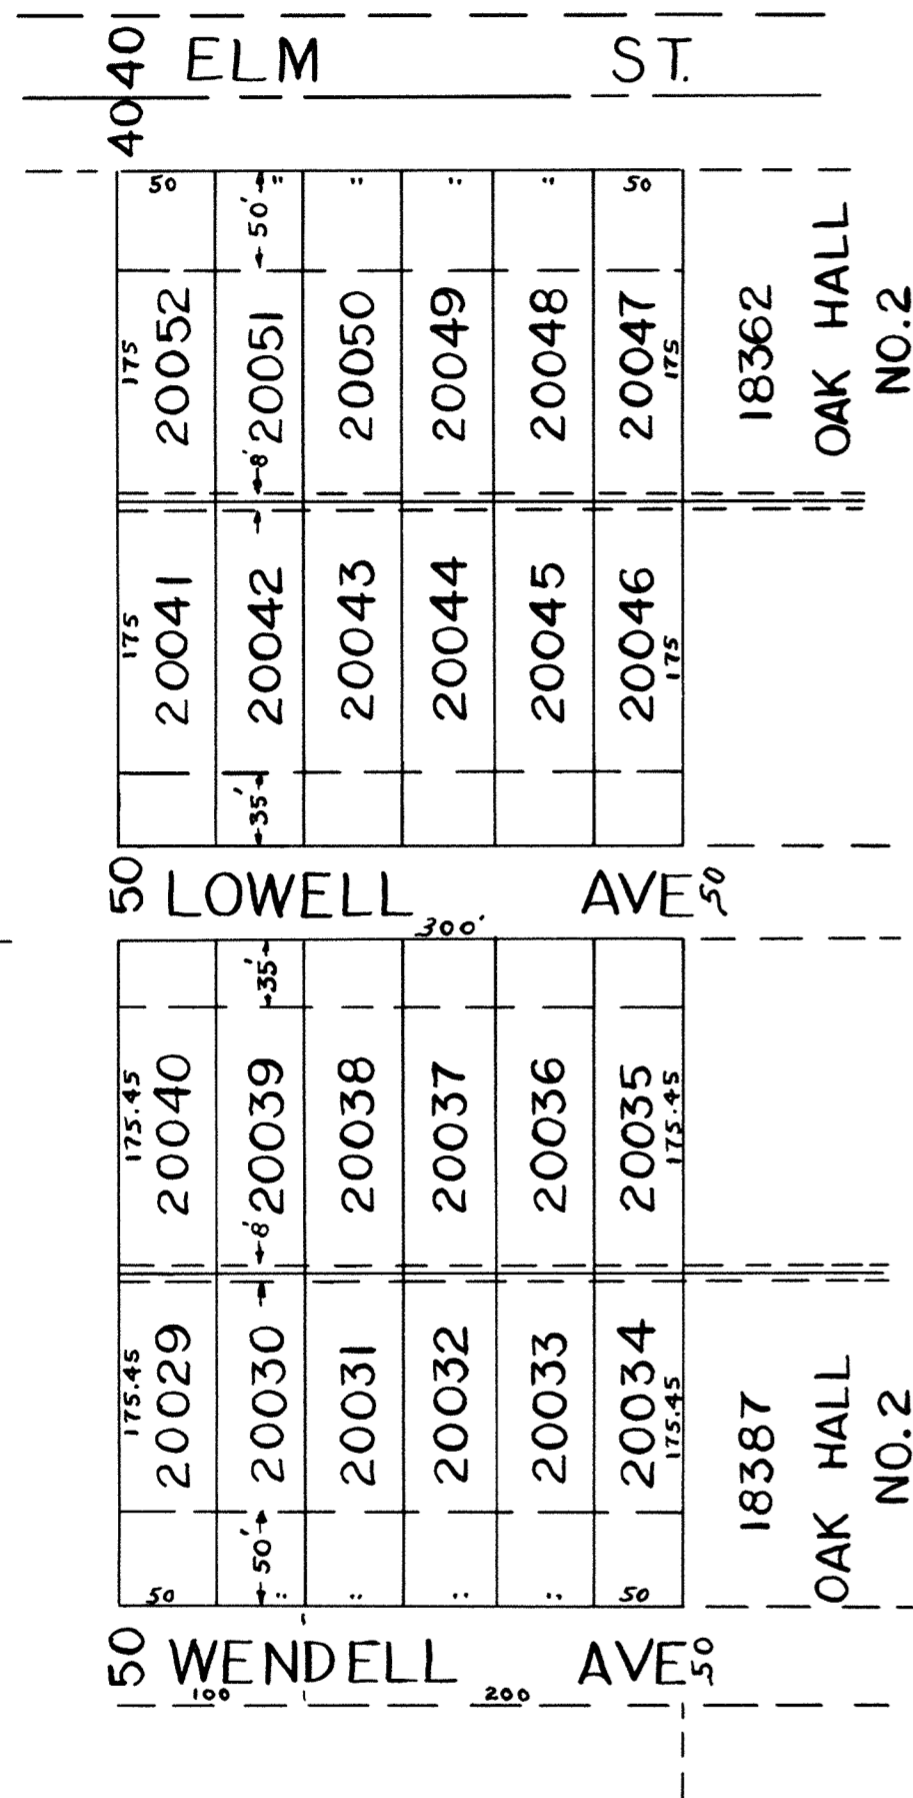 ELM ST.
40 40
50 " " " " 50
50'
175 175
20052 20051 20050 20049 20048 20047
18362
OAK HALL
NO. 2
8'
175 175
20041 20042 20043 20044 20045 20046
35'
50 LOWELL AVE 50
300'
35'
175.45 175.45
20040 20039 20038 20037 20036 20035
8'
175.45 175.45
20029 20030 20031 20032 20033 20034
18387
OAK HALL
NO. 2
50'
50 " " " " 50
50 WENDELL AVE 50
100 200